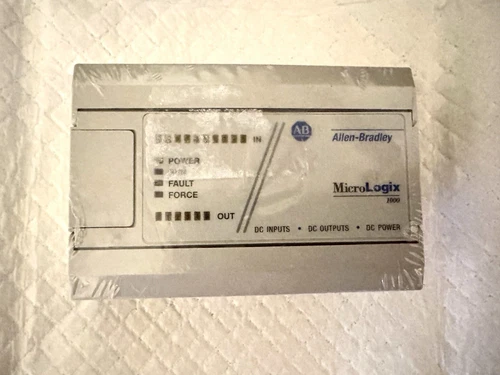 IN
AB
Allen-Bradley
POWER
FAULT
FORCE
MicroLogix
1000
OUT
DC INPUTS • DC OUTPUTS • DC POWER